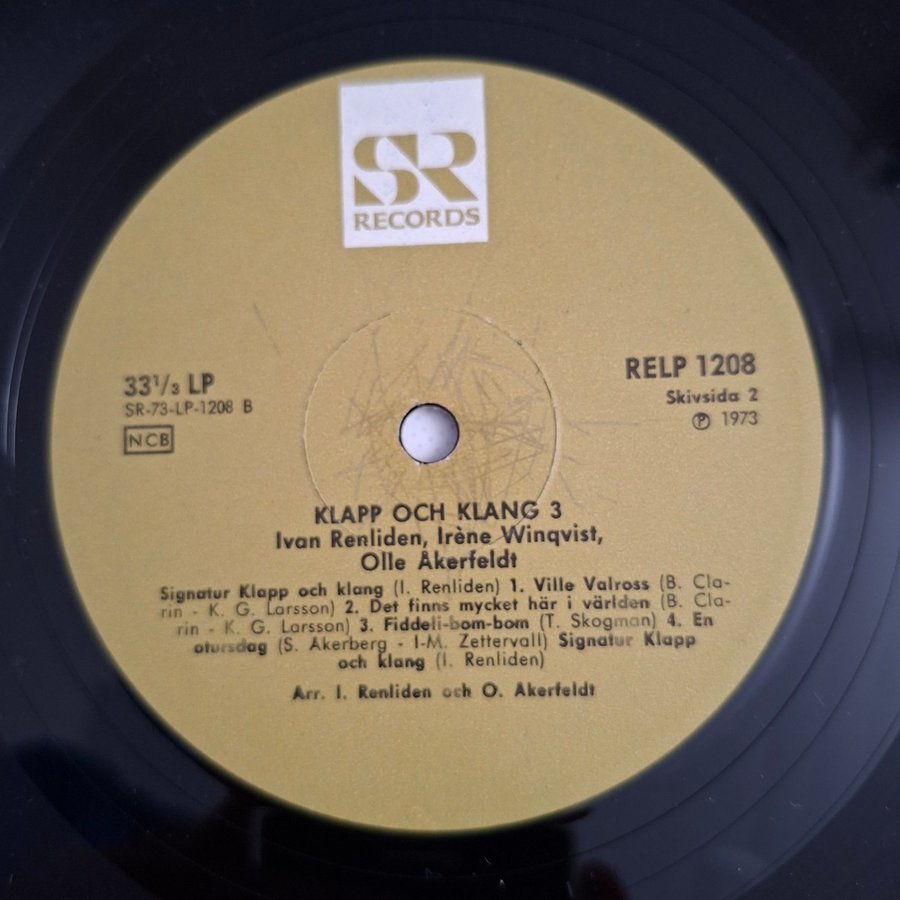 SR
RECORDS
33 1/3 LP
SR-73-LP-1208 B
NCB
RELP 1208
Skivsida 2
℗ 1973
KLAPP OCH KLANG 3
Ivan Renliden, Irène Winqvist,
Olle Åkerfeldt
Signatur Klapp och klang (I. Renliden) 1. Ville Valross (B. Cla-
rin - K. G. Larsson) 2. Det finns mycket här i världen (B. Cla-
rin - K. G. Larsson) 3. Fiddeli-bom-bom (T. Skogman) 4. En
otursdag (S. Åkerberg - I-M. Zettervall) Signatur Klapp
och klang (I. Renliden)
Arr. I. Renliden och O. Åkerfeldt